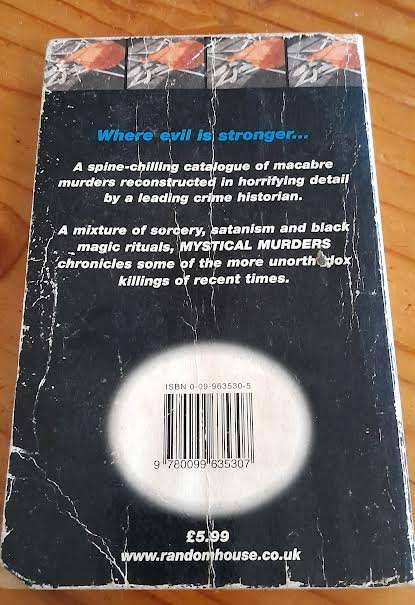 Where evil is stronger...
A spine-chilling catalogue of macabre
murders reconstructed in horrifying detail
by a leading crime historian.
A mixture of sorcery, satanism and black
magic rituals, MYSTICAL MURDERS
chronicles some of the more unorthodox
killings of recent times.
ISBN 0-09-963530-5
9 780099 635307
£5.99
www.randomhouse.co.uk